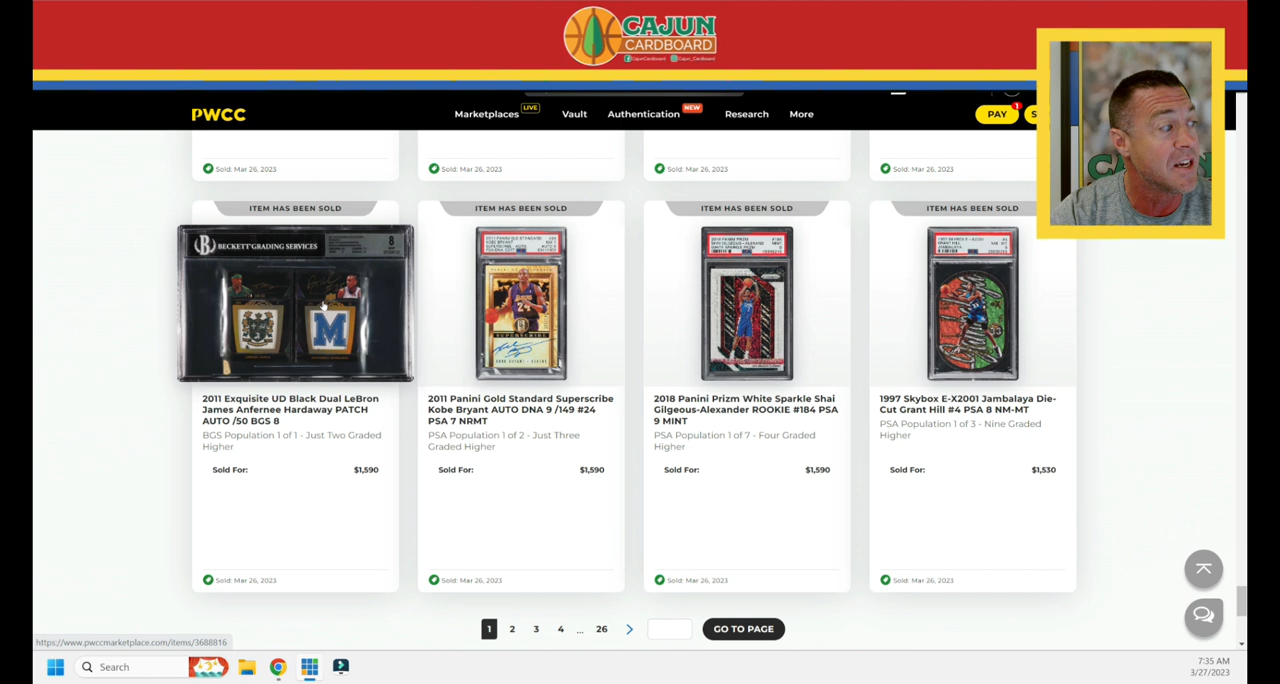 CAJUN
CARDBOARD
CajunCardboard Cajun_Cardboard
PWCC
Marketplaces LIVE Vault Authentication NEW Research More
PAY 1
Sold: Mar 26, 2023 Sold: Mar 26, 2023 Sold: Mar 26, 2023 Sold: Mar 26, 2023
ITEM HAS BEEN SOLD ITEM HAS BEEN SOLD ITEM HAS BEEN SOLD ITEM HAS BEEN SOLD
BECKETT GRADING SERVICES 8
M
24
2011 Exquisite UD Black Dual LeBron
James Anfernee Hardaway PATCH
AUTO /50 BGS 8
BGS Population 1 of 1 - Just Two Graded
Higher
Sold For: $1,590
Sold: Mar 26, 2023
2011 Panini Gold Standard Superscribe
Kobe Bryant AUTO DNA 9 /149 #24
PSA 7 NRMT
PSA Population 1 of 2 - Just Three
Graded Higher
Sold For: $1,590
Sold: Mar 26, 2023
2018 Panini Prizm White Sparkle Shai
Gilgeous-Alexander ROOKIE #184 PSA
9 MINT
PSA Population 1 of 7 - Four Graded
Higher
Sold For: $1,590
Sold: Mar 26, 2023
1997 Skybox E-X2001 Jambalaya Die-
Cut Grant Hill #4 PSA 8 NM-MT
PSA Population 1 of 3 - Nine Graded
Higher
Sold For: $1,530
Sold: Mar 26, 2023
1 2 3 4 ... 26 GO TO PAGE
https://www.pwccmarketplace.com/items/3688816
Search
7:35 AM
3/27/2023